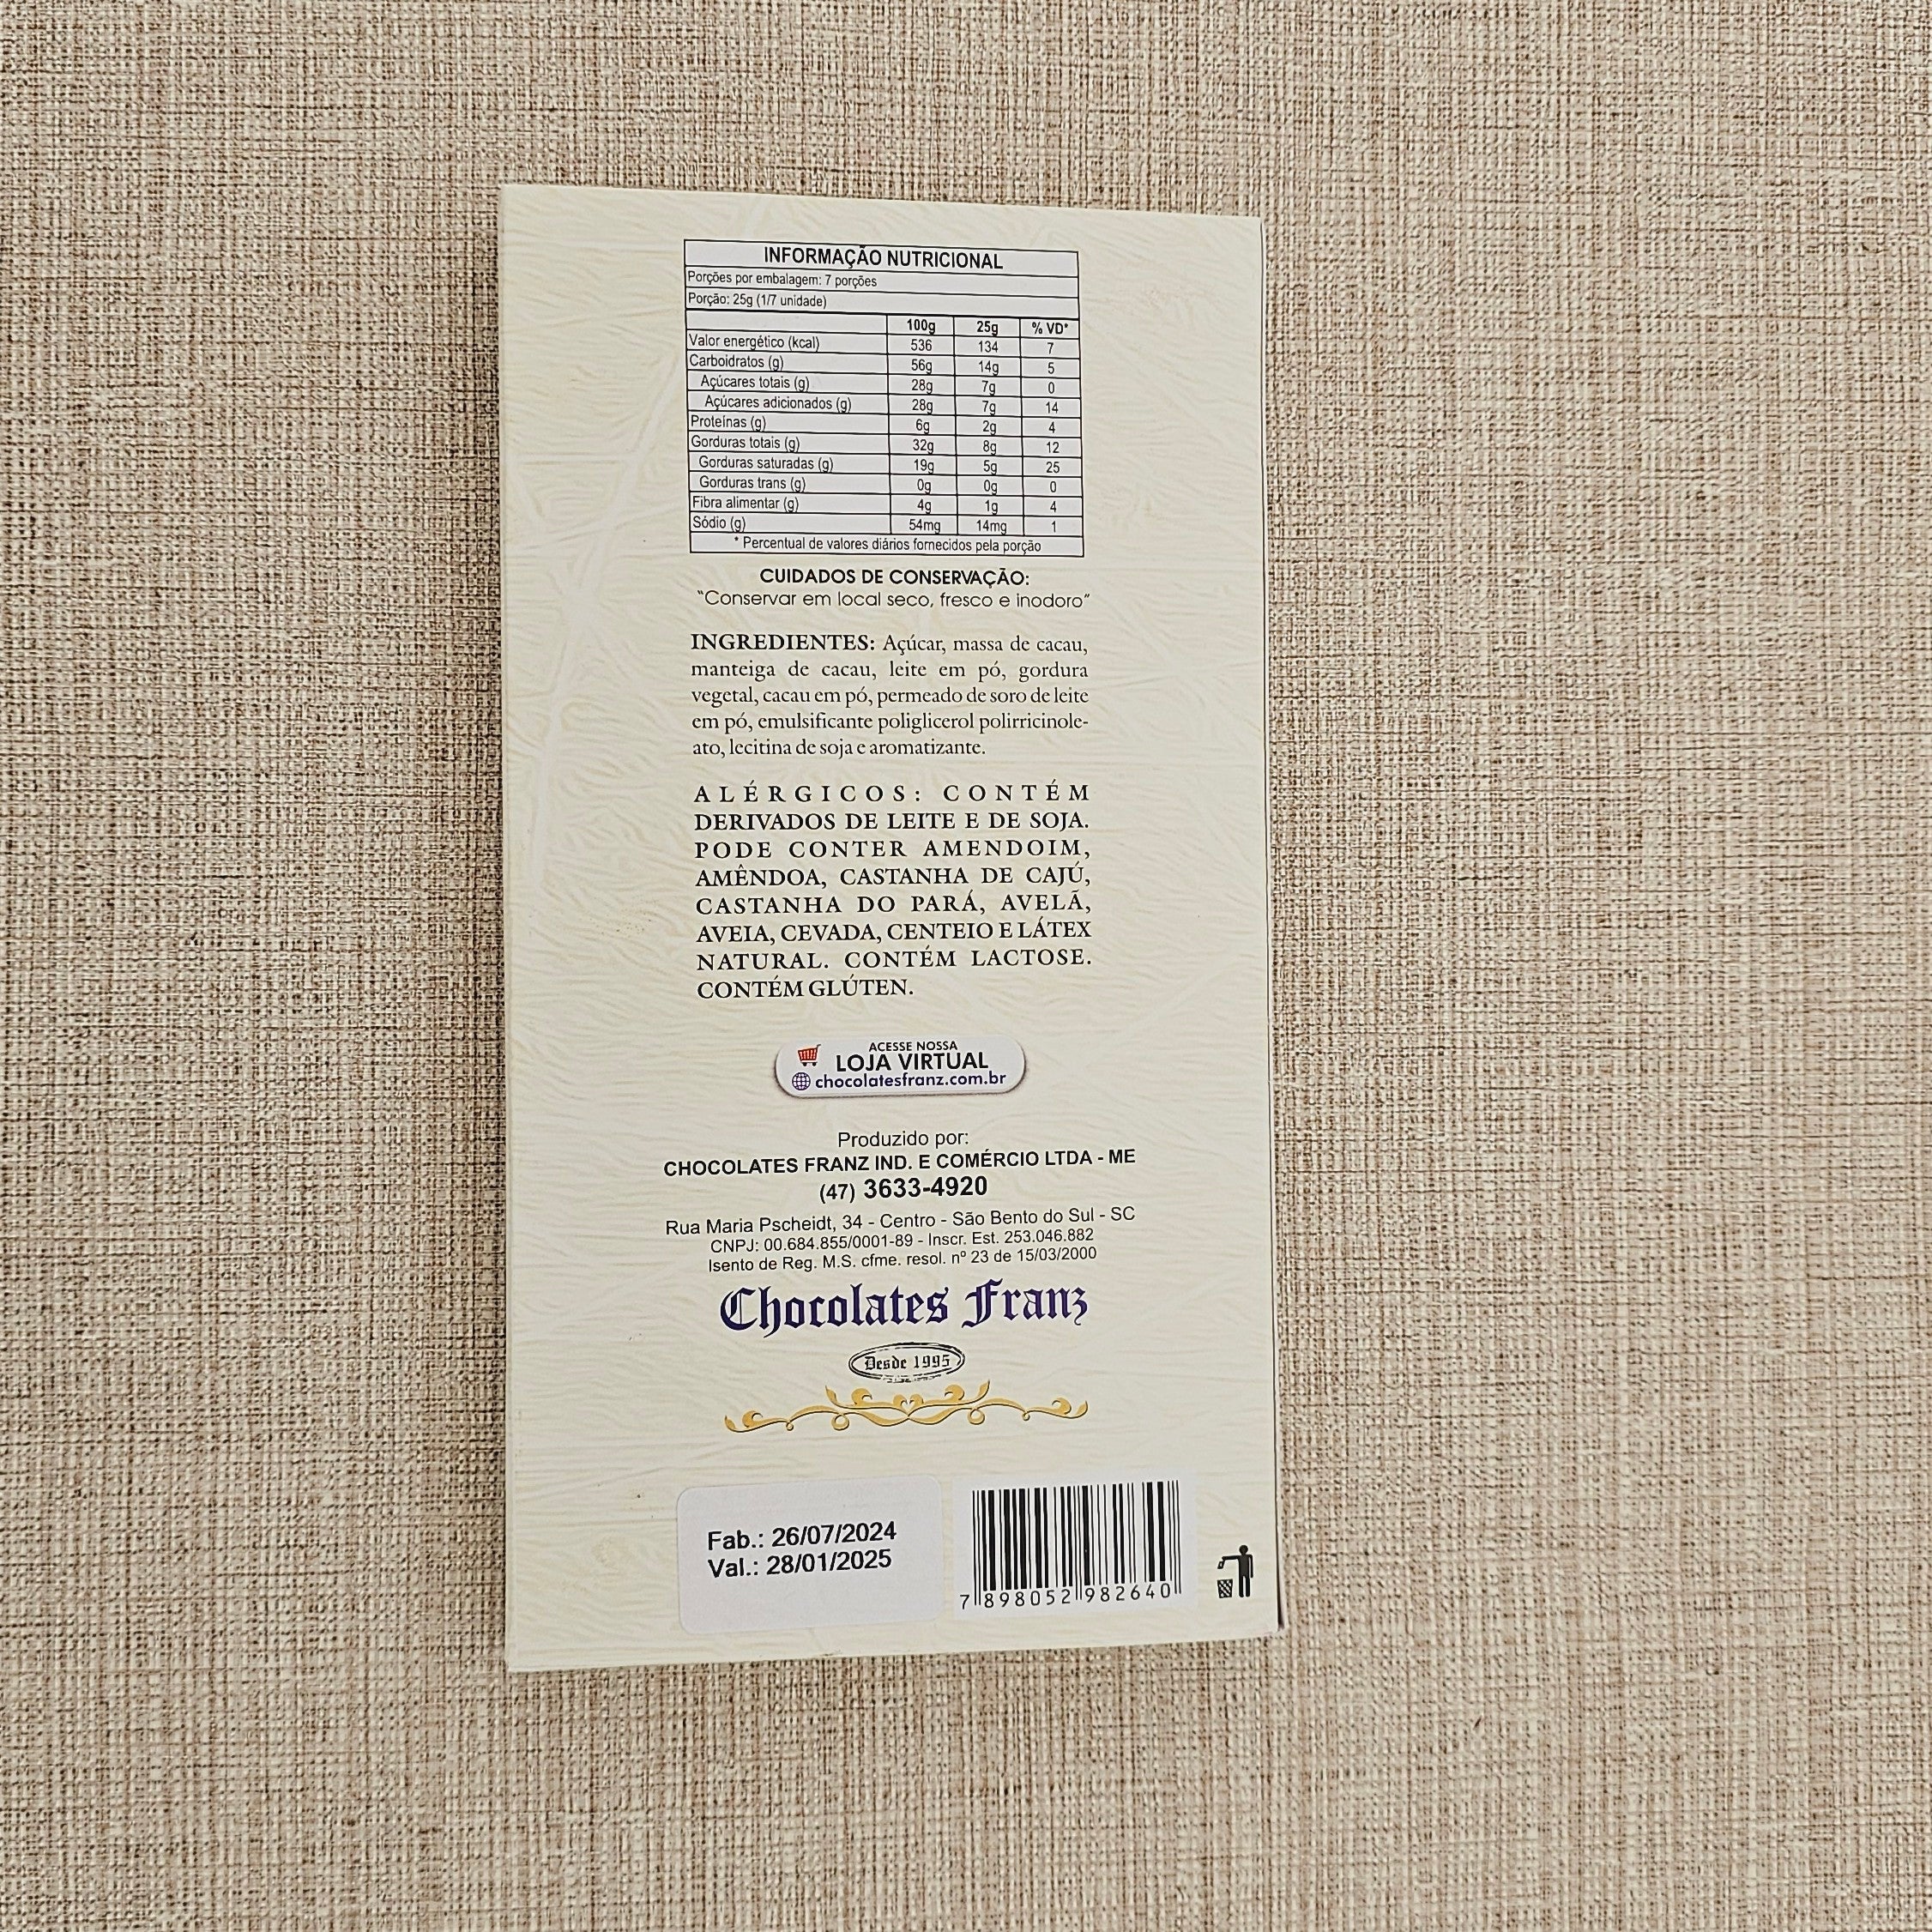 INFORMAÇÃO NUTRICIONAL
Porções por embalagem: 7 porções
Porção: 25g (1/7 unidade)
100g 25g % VD*
Valor energético (kcal) 536 134 7
Carboidratos (g) 56g 14g 5
Açúcares totais (g) 28g 7g 0
Açúcares adicionados (g) 28g 7g 14
Proteínas (g) 6g 2g 4
Gorduras totais (g) 32g 8g 12
Gorduras saturadas (g) 19g 5g 25
Gorduras trans (g) 0g 0g 0
Fibra alimentar (g) 4g 1g 4
Sódio (g) 54mg 14mg 1
* Percentual de valores diários fornecidos pela porção
CUIDADOS DE CONSERVAÇÃO:
"Conservar em local seco, fresco e inodoro"
INGREDIENTES: Açúcar, massa de cacau,
manteiga de cacau, leite em pó, gordura
vegetal, cacau em pó, permeado de soro de leite
em pó, emulsificante poliglicerol polirricinole-
ato, lecitina de soja e aromatizante.
ALÉRGICOS: CONTÉM
DERIVADOS DE LEITE E DE SOJA.
PODE CONTER AMENDOIM,
AMÊNDOA, CASTANHA DE CAJÚ,
CASTANHA DO PARÁ, AVELÃ,
AVEIA, CEVADA, CENTEIO E LÁTEX
NATURAL. CONTÉM LACTOSE.
CONTÉM GLÚTEN.
ACESSE NOSSA
LOJA VIRTUAL
chocolatesfranz.com.br
Produzido por:
CHOCOLATES FRANZ IND. E COMÉRCIO LTDA - ME
(47) 3633-4920
Rua Maria Pscheidt, 34 - Centro - São Bento do Sul - SC
CNPJ: 00.684.855/0001-89 - Inscr. Est. 253.046.882
Isento de Reg. M.S. cfme. resol. nº 23 de 15/03/2000
Chocolates Franz
Desde 1995
Fab.: 26/07/2024
Val.: 28/01/2025
7 898052 982640